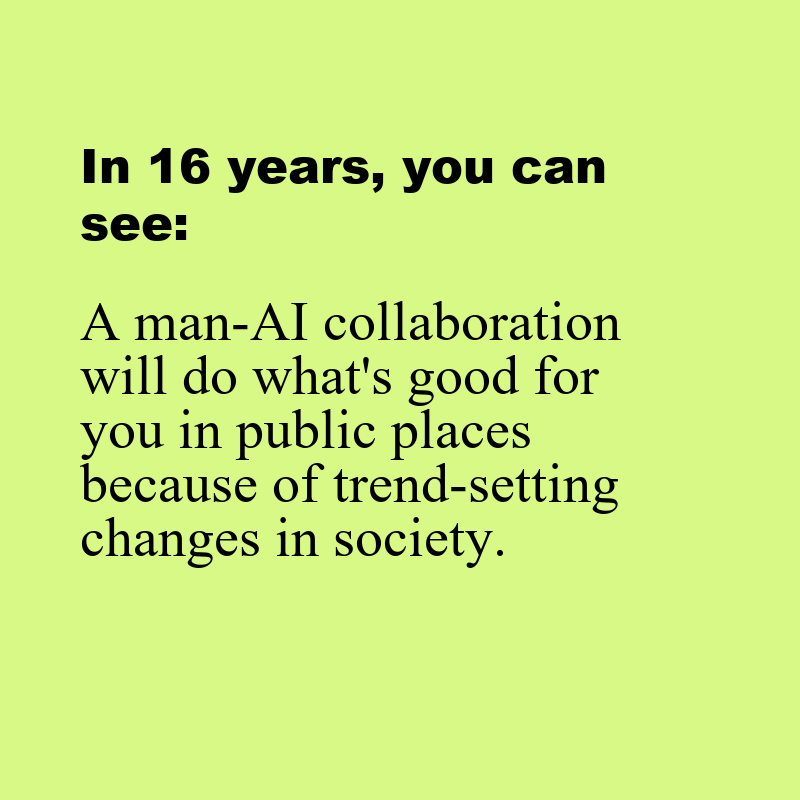 In 16 years, you can
see:
A man-AI collaboration
will do what's good for
you in public places
because of trend-setting
changes in society.